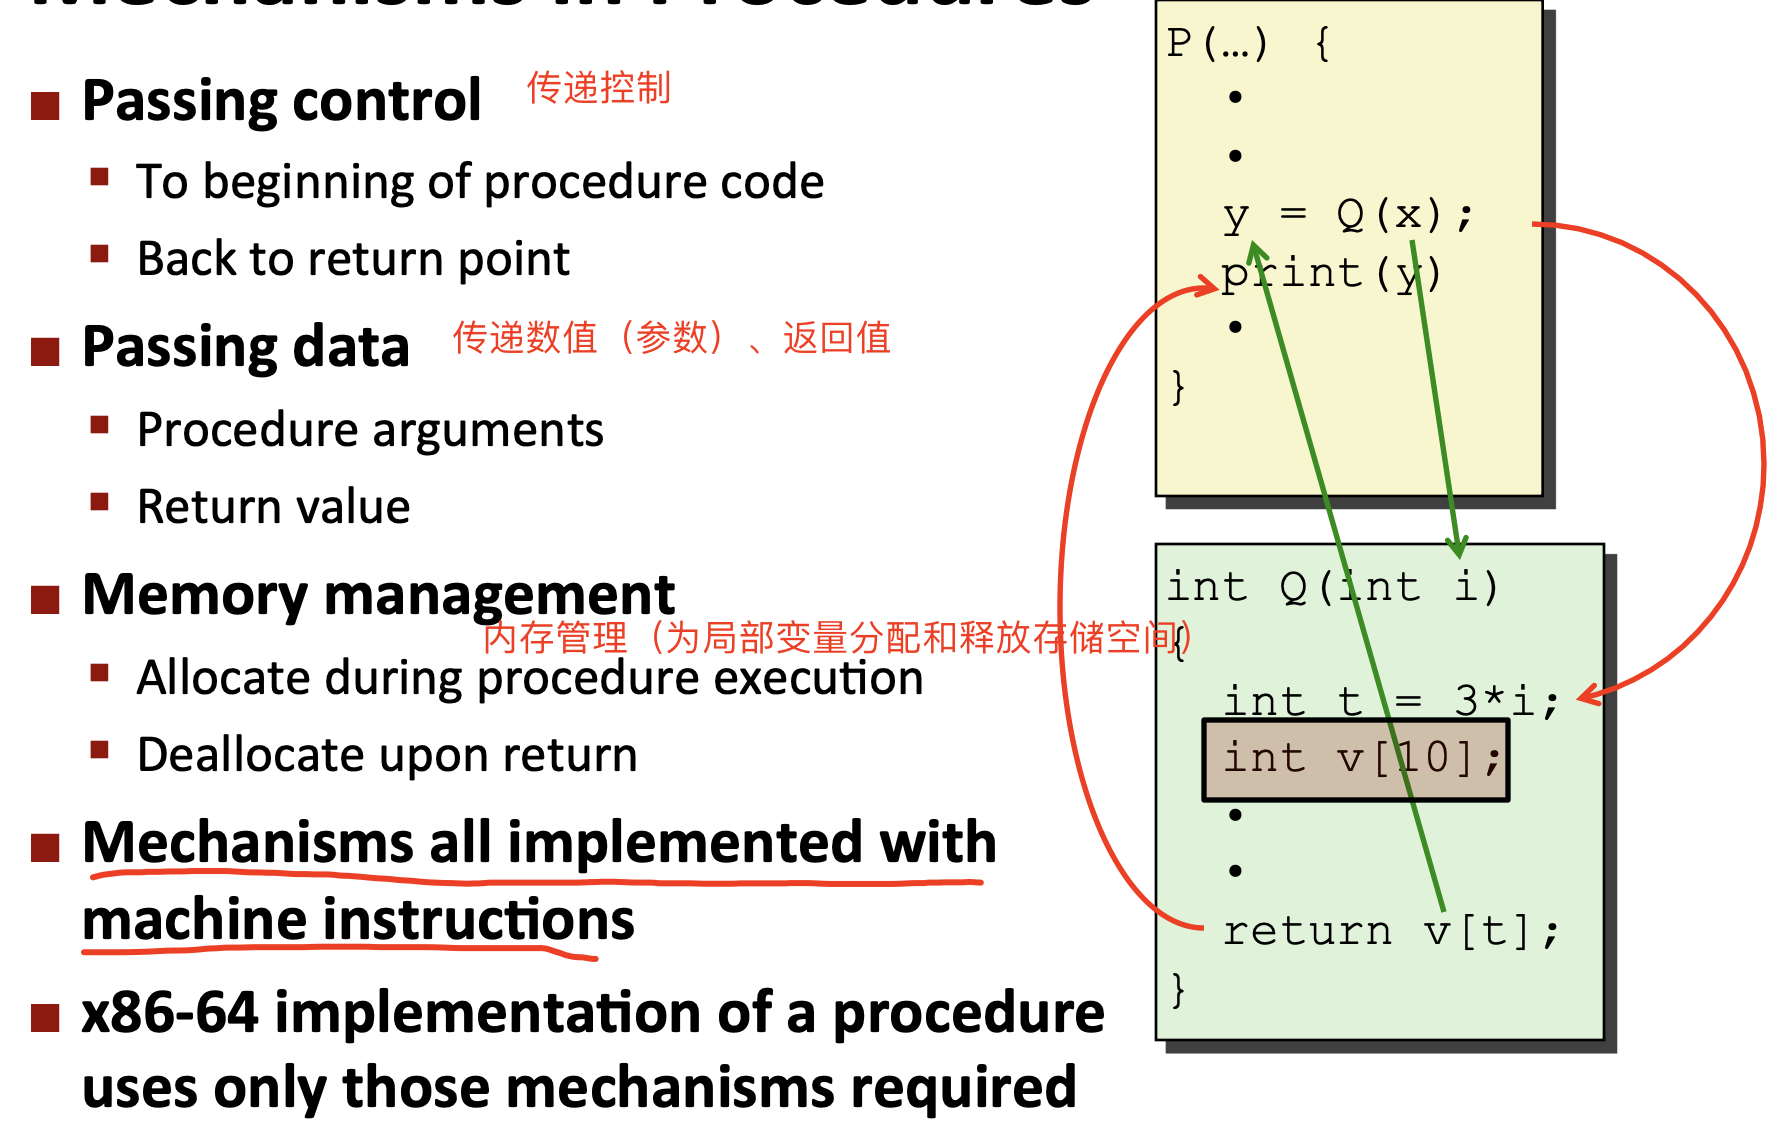 Mechanisms in Procedures
Passing control
传递控制
To beginning of procedure code
Back to return point
Passing data
传递数值（参数）、返回值
Procedure arguments
Return value
Memory management
内存管理（为局部变量分配和释放存储空间）
Allocate during procedure execution
Deallocate upon return
Mechanisms all implemented with
machine instructions
x86-64 implementation of a procedure
uses only those mechanisms required
P(…) {
•
•
y = Q(x);
print(y)
•
}
int Q(int i)
{
int t = 3*i;
int v[10];
•
•
return v[t];
}